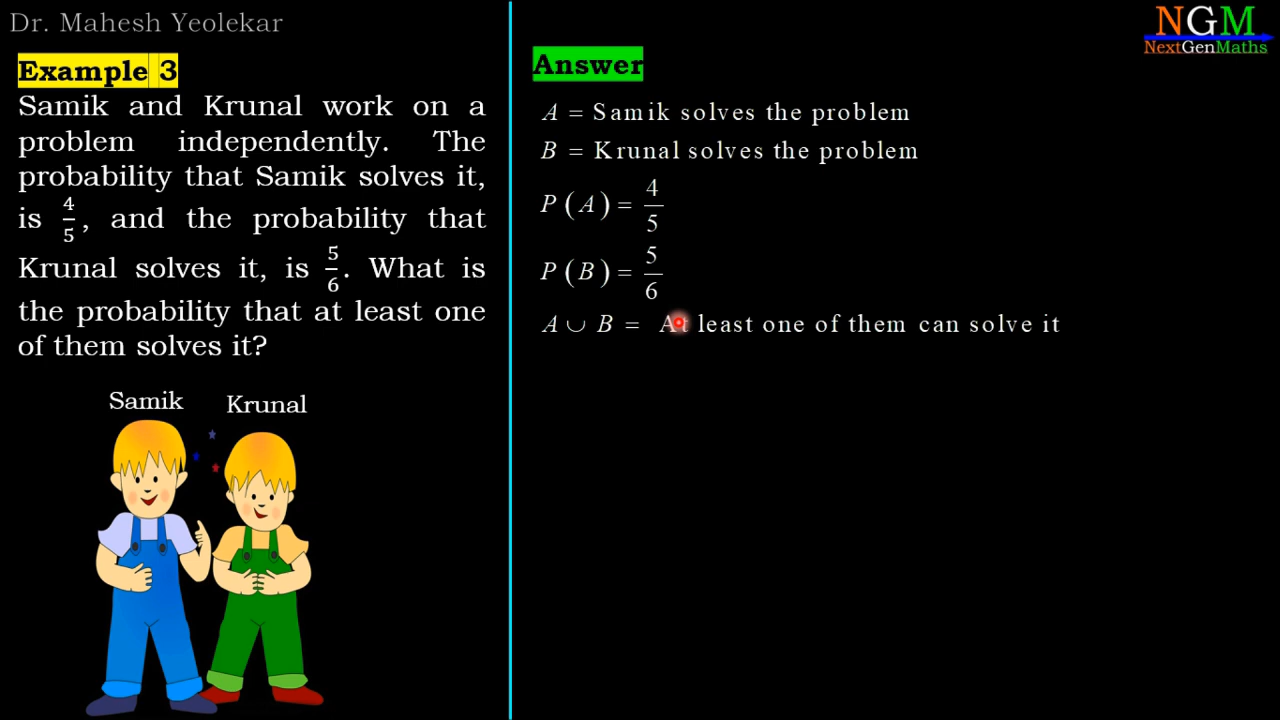 Dr. Mahesh Yeolekar
NGM
NextGenMaths
Example 3
Samik and Krunal work on a
problem independently. The
probability that Samik solves it,
is 4/5, and the probability that
Krunal solves it, is 5/6. What is
the probability that at least one
of them solves it?
Samik Krunal
Answer
A = Samik solves the problem
B = Krunal solves the problem
P(A) = 4/5
P(B) = 5/6
A ∪ B = At least one of them can solve it